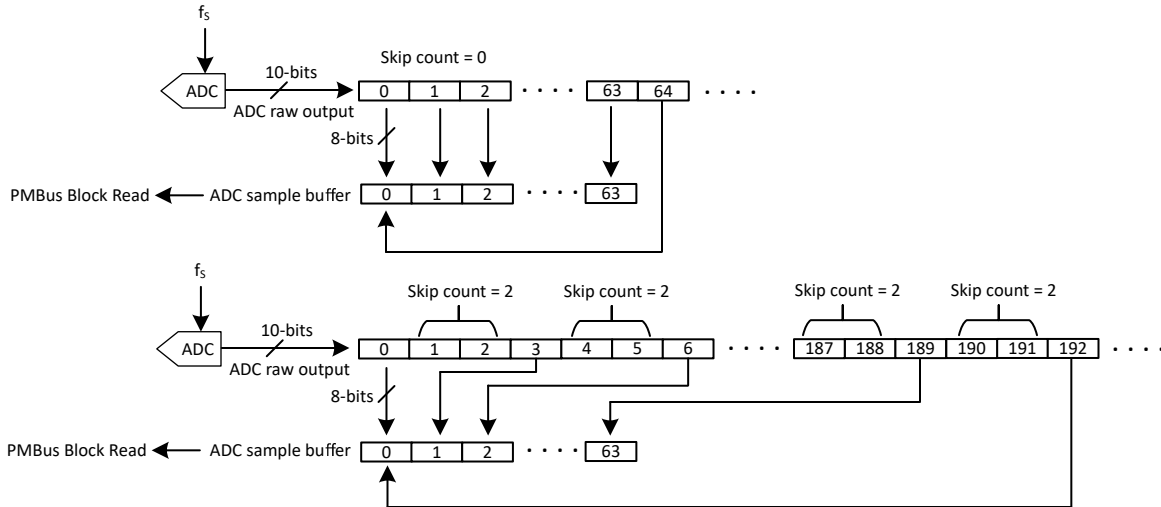 fS
Skip count = 0
10-bits
ADC
0 1 2 · · · · 63 64 · · · ·
ADC raw output
8-bits
PMBus Block Read ADC sample buffer 0 1 2 · · · · 63
fS
Skip count = 2 Skip count = 2 Skip count = 2 Skip count = 2
10-bits
ADC
0 1 2 3 4 5 6 · · · · 187 188 189 190 191 192 · · · ·
ADC raw output
8-bits
PMBus Block Read ADC sample buffer 0 1 2 · · · · 63